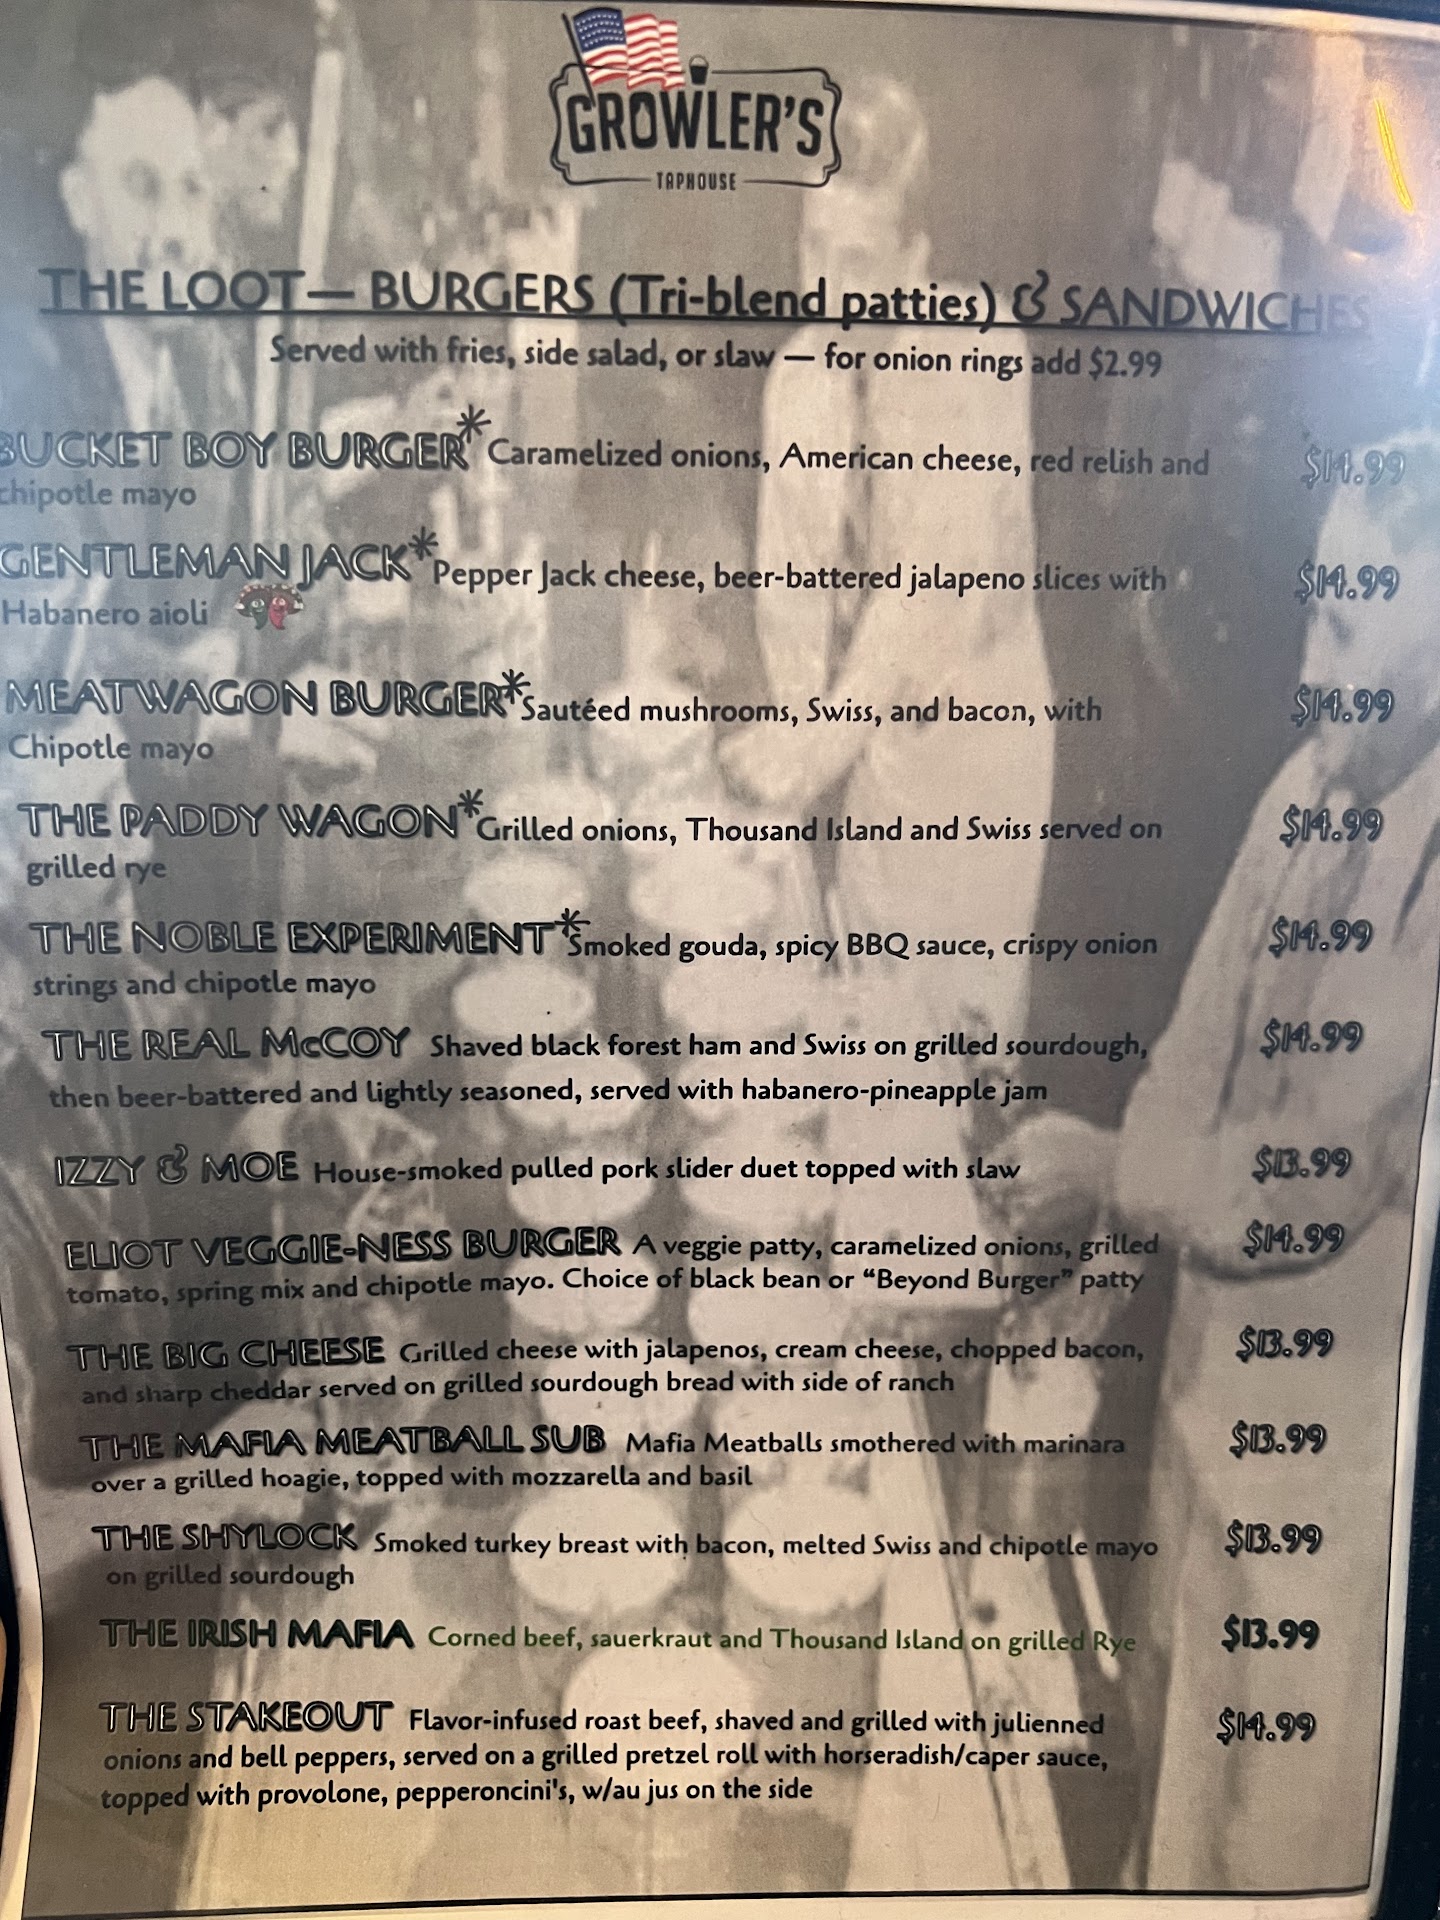 GROWLER'S
TAPHOUSE
THE LOOT— BURGERS (Tri-blend patties) & SANDWICHES
Served with fries, side salad, or slaw — for onion rings add $2.99
BUCKET BOY BURGER* Caramelized onions, American cheese, red relish and $14.99
chipotle mayo
GENTLEMAN JACK* Pepper Jack cheese, beer-battered jalapeno slices with $14.99
Habanero aioli
MEATWAGON BURGER* Sautéed mushrooms, Swiss, and bacon, with $14.99
Chipotle mayo
THE PADDY WAGON* Grilled onions, Thousand Island and Swiss served on $14.99
grilled rye
THE NOBLE EXPERIMENT* Smoked gouda, spicy BBQ sauce, crispy onion $14.99
strings and chipotle mayo
THE REAL McCOY Shaved black forest ham and Swiss on grilled sourdough, $14.99
then beer-battered and lightly seasoned, served with habanero-pineapple jam
IZZY & MOE House-smoked pulled pork slider duet topped with slaw $13.99
ELIOT VEGGIE-NESS BURGER A veggie patty, caramelized onions, grilled $14.99
tomato, spring mix and chipotle mayo. Choice of black bean or “Beyond Burger” patty
THE BIG CHEESE Grilled cheese with jalapenos, cream cheese, chopped bacon, $13.99
and sharp cheddar served on grilled sourdough bread with side of ranch
THE MAFIA MEATBALL SUB Mafia Meatballs smothered with marinara $13.99
over a grilled hoagie, topped with mozzarella and basil
THE SHYLOCK Smoked turkey breast with bacon, melted Swiss and chipotle mayo $13.99
on grilled sourdough
THE IRISH MAFIA Corned beef, sauerkraut and Thousand Island on grilled Rye $13.99
THE STAKEOUT Flavor-infused roast beef, shaved and grilled with julienned $14.99
onions and bell peppers, served on a grilled pretzel roll with horseradish/caper sauce,
topped with provolone, pepperoncini's, w/au jus on the side